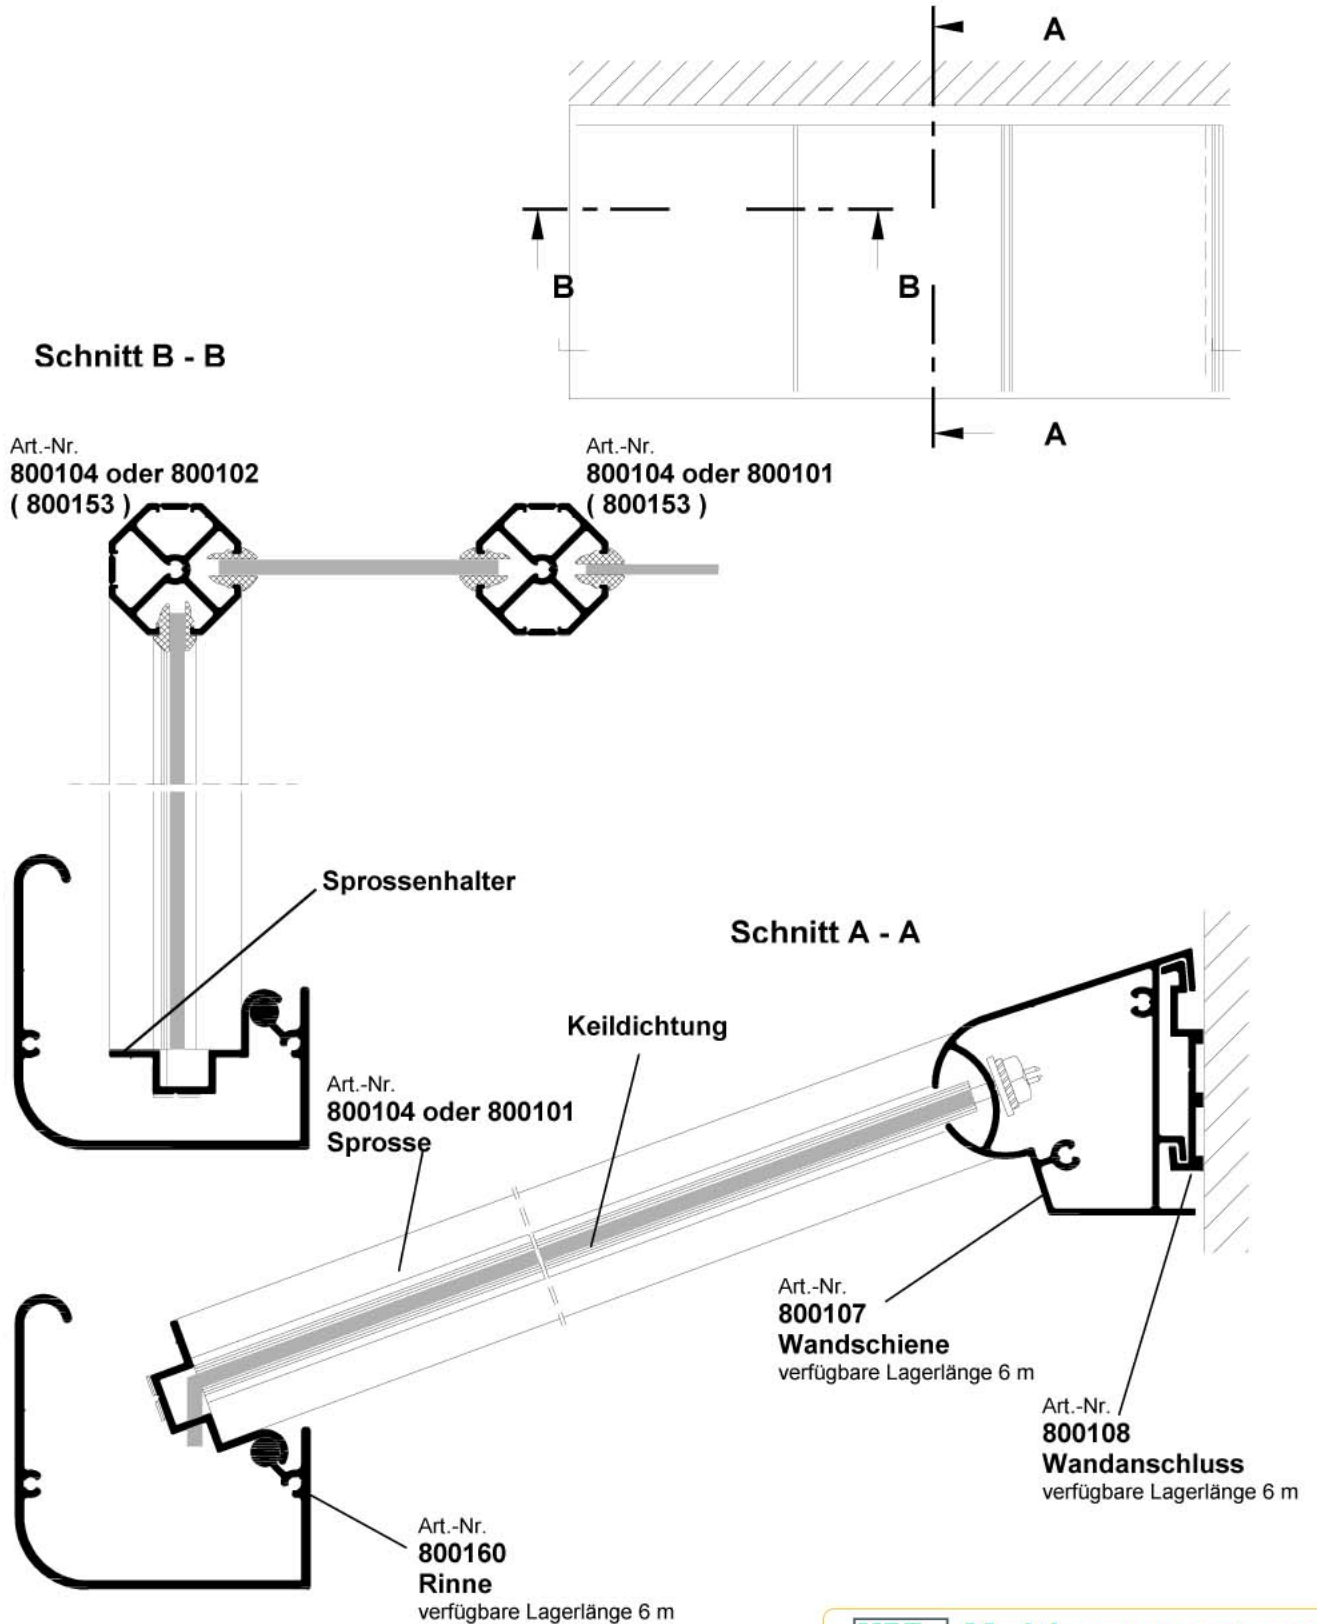 A
B
B
A
Schnitt B - B
Art.-Nr.
800104 oder 800102
( 800153 )
Art.-Nr.
800104 oder 800101
( 800153 )
Sprossenhalter
Schnitt A - A
Keildichtung
Art.-Nr.
800104 oder 800101
Sprosse
Art.-Nr.
800107
Wandschiene
verfügbare Lagerlänge 6 m
Art.-Nr.
800108
Wandanschluss
verfügbare Lagerlänge 6 m
Art.-Nr.
800160
Rinne
verfügbare Lagerlänge 6 m